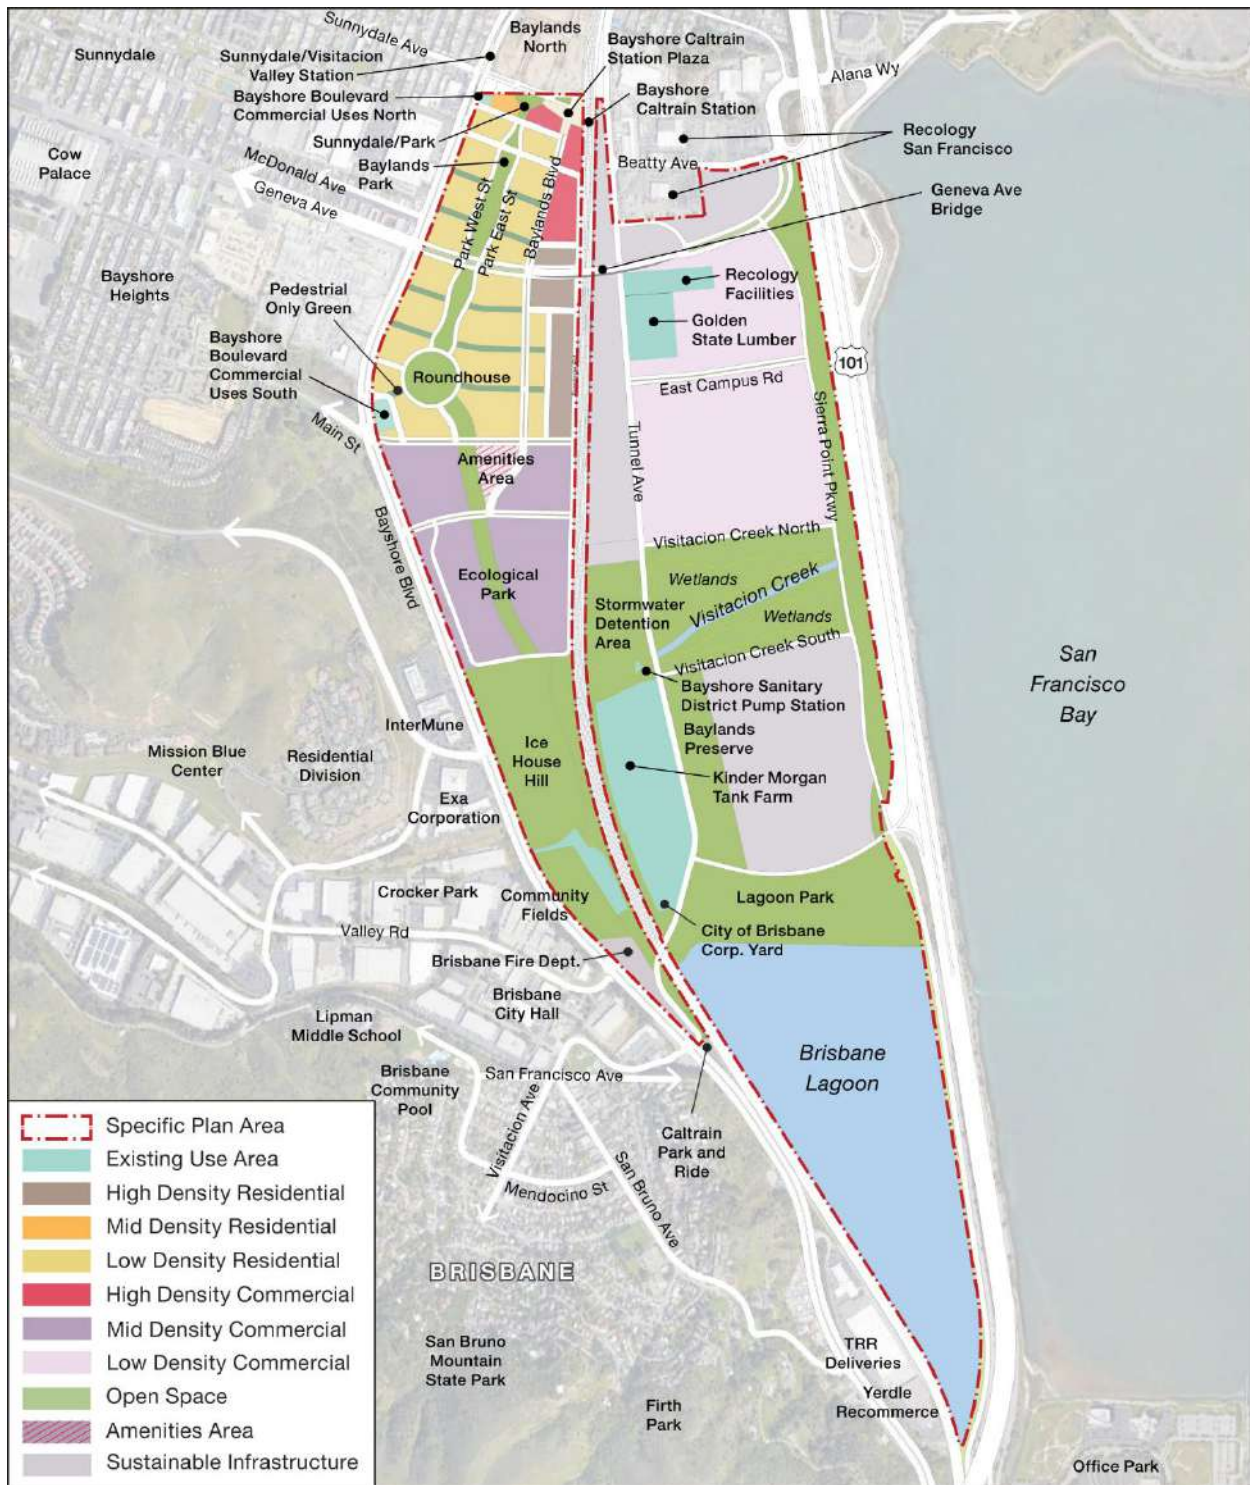 Sunnydale Ave
Baylands
North
Sunnydale
Sunnydale/Visitacion
Valley Station
Bayshore Caltrain
Station Plaza
Alana Wy
Bayshore Boulevard
Commercial Uses North
Bayshore
Caltrain Station
Sunnydale/Park
Recology
San Francisco
Cow
Palace
McDonald Ave
Baylands
Park
Beatty Ave
Geneva Ave
Geneva Ave
Bridge
Park West St
Park East St
Baylands Blvd
Bayshore
Heights
Pedestrial
Only Green
Recology
Facilities
Golden
State Lumber
Bayshore
Boulevard
Commercial
Uses South
Roundhouse
101
East Campus Rd
Sierra Point Pkwy
Main St
Tunnel Ave
Amenities
Area
Bayshore Blvd
Visitacion Creek North
Ecological
Park
Wetlands
Visitacion Creek
Stormwater
Detention
Area
Wetlands
Visitacion Creek South
San
Francisco
Bay
Bayshore Sanitary
District Pump Station
InterMune
Baylands
Preserve
Mission Blue
Center
Residential
Division
Ice
House
Hill
Kinder Morgan
Tank Farm
Exa
Corporation
Crocker Park
Community
Fields
Lagoon Park
Valley Rd
City of Brisbane
Corp. Yard
Brisbane Fire Dept.
Brisbane
City Hall
Lipman
Middle School
Brisbane
Lagoon
Brisbane
Community
Pool
San Francisco Ave
Visitacion Ave
Caltrain
Park and
Ride
Mendocino St
San Bruno Ave
BRISBANE
San Bruno
Mountain
State Park
TRR
Deliveries
Yerdle
Recommerce
Firth
Park
Office Park
Specific Plan Area
Existing Use Area
High Density Residential
Mid Density Residential
Low Density Residential
High Density Commercial
Mid Density Commercial
Low Density Commercial
Open Space
Amenities Area
Sustainable Infrastructure